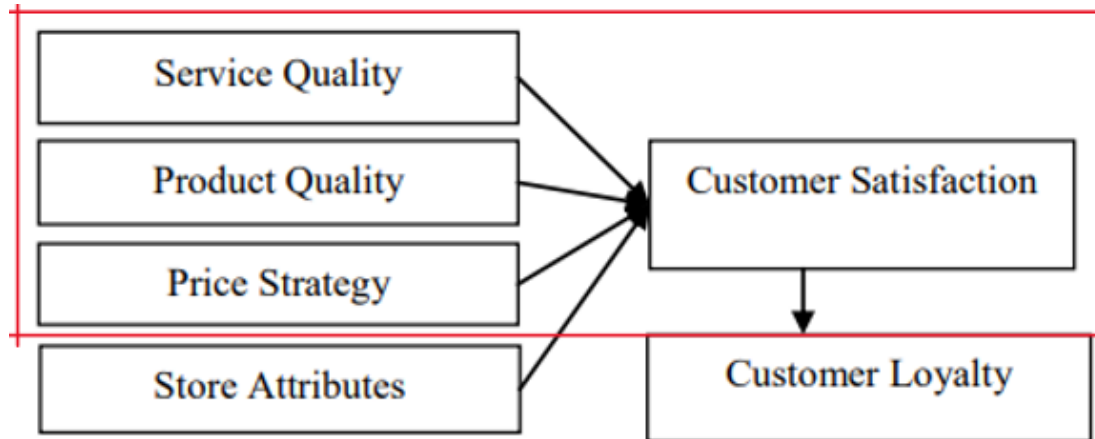 Service Quality
Product Quality
Customer Satisfaction
Price Strategy
Store Attributes
Customer Loyalty